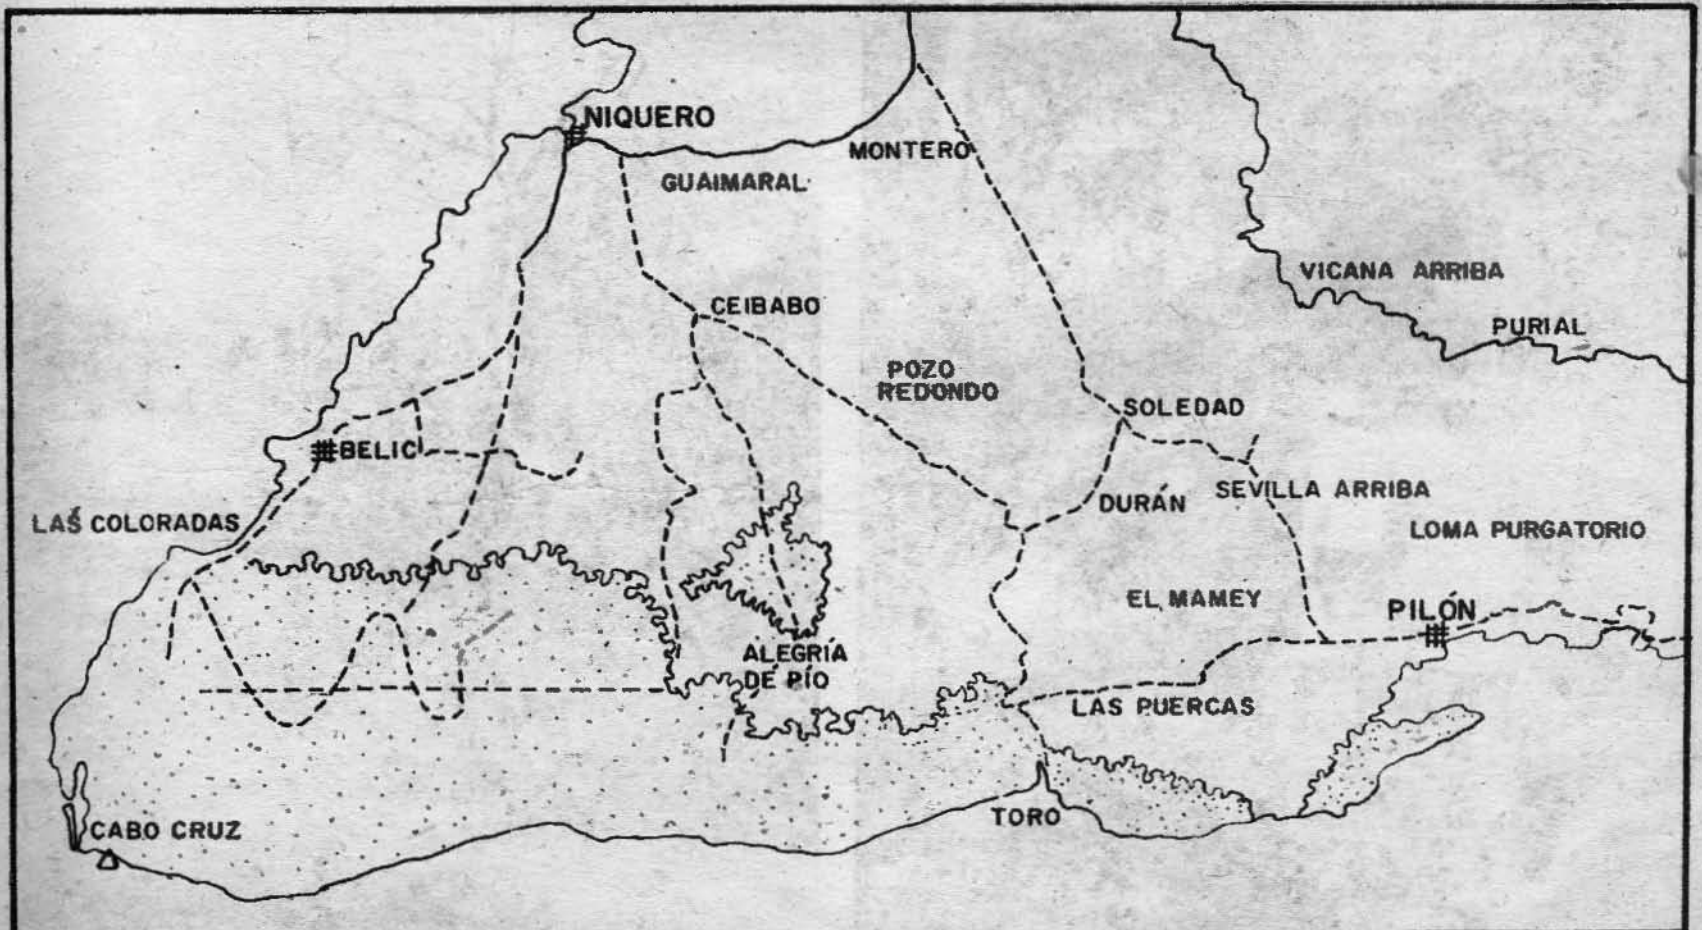 NIQUERO
MONTERO
GUAIMARAL
VICANA ARRIBA
CEIBABO
PURIAL
POZO
REDONDO
SOLEDAD
BELIC
SEVILLA ARRIBA
DURÁN
LAS COLORADAS
LOMA PURGATORIO
EL MAMEY
PILÓN
ALEGRÍA
DE PÍO
LAS PUERCAS
TORO
CABO CRUZ